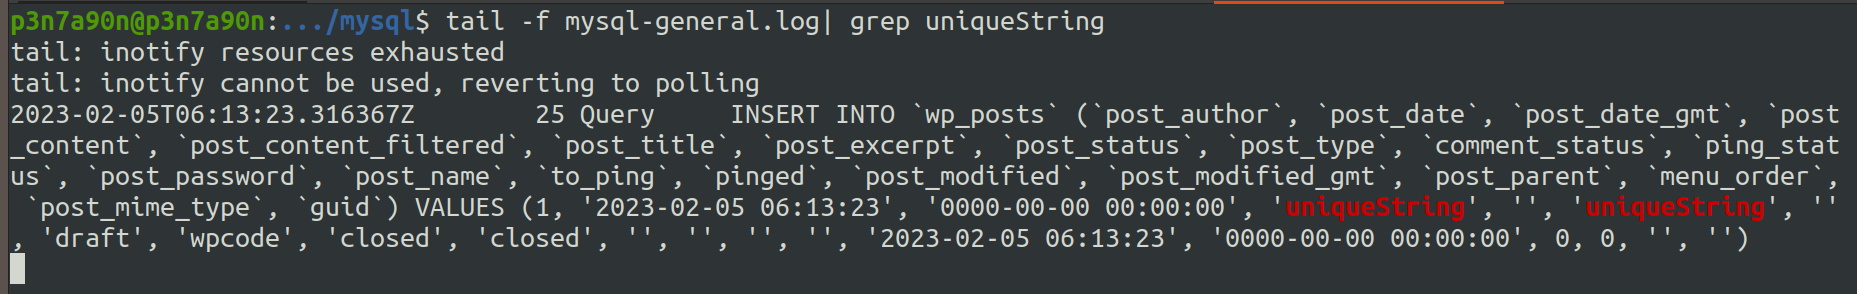 p3n7a90n@p3n7a90n:.../mysql$ tail -f mysql-general.log| grep uniqueString
tail: inotify resources exhausted
tail: inotify cannot be used, reverting to polling
2023-02-05T06:13:23.316367Z        25 Query     INSERT INTO `wp_posts` (`post_author`, `post_date`, `post_date_gmt`, `post
_content`, `post_content_filtered`, `post_title`, `post_excerpt`, `post_status`, `post_type`, `comment_status`, `ping_stat
us`, `post_password`, `post_name`, `to_ping`, `pinged`, `post_modified`, `post_modified_gmt`, `post_parent`, `menu_order`,
 `post_mime_type`, `guid`) VALUES (1, '2023-02-05 06:13:23', '0000-00-00 00:00:00', 'uniqueString', '', 'uniqueString', ''
, 'draft', 'wpcode', 'closed', 'closed', '', '', '', '', '2023-02-05 06:13:23', '0000-00-00 00:00:00', 0, 0, '', '')